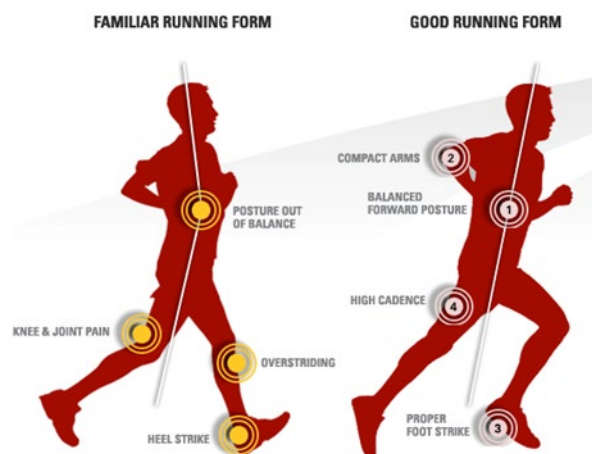 FAMILIAR RUNNING FORM
POSTURE OUT
OF BALANCE
KNEE & JOINT PAIN
OVERSTRIDING
HEEL STRIKE
GOOD RUNNING FORM
COMPACT ARMS
2
BALANCED
FORWARD POSTURE
1
HIGH CADENCE
4
PROPER
FOOT STRIKE
3